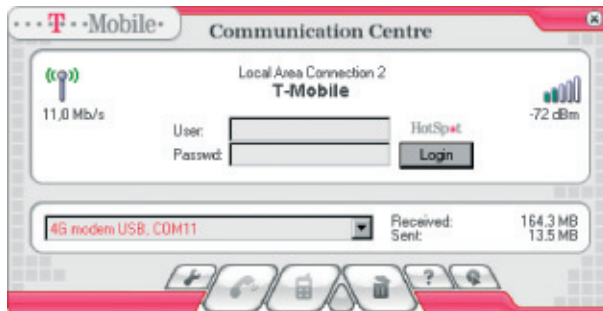 ···T··Mobile·
Communication Centre
Local Area Connection 2
T-Mobile
11,0 Mb/s
-72 dBm
User:
HotSpot
Passwd:
Login
4G modem USB, COM11
Received: 164.3 MB
Sent: 13.5 MB
?